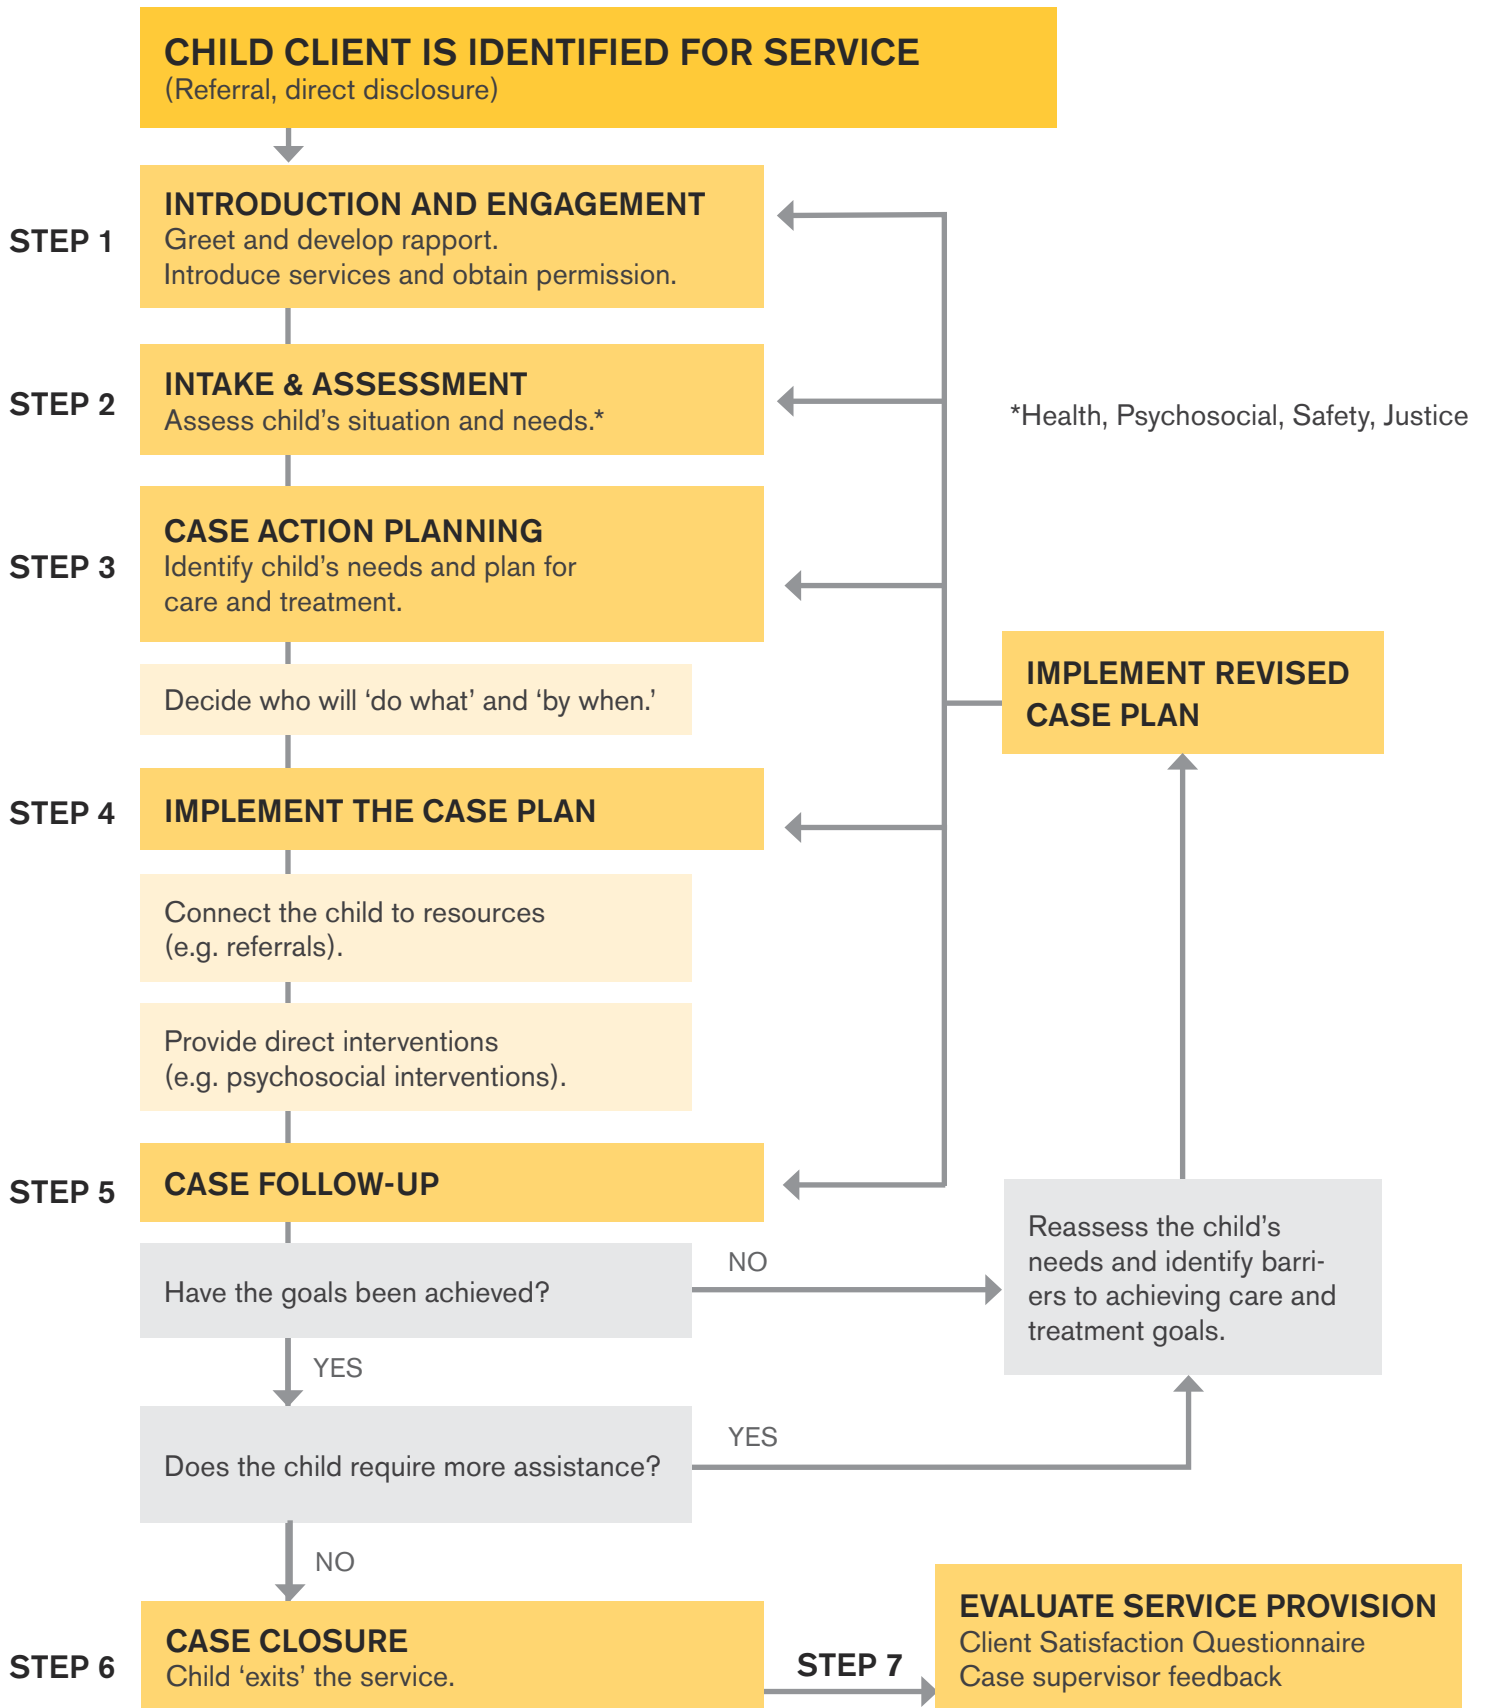 CHILD CLIENT IS IDENTIFIED FOR SERVICE
(Referral, direct disclosure)
STEP 1
INTRODUCTION AND ENGAGEMENT
Greet and develop rapport.
Introduce services and obtain permission.
STEP 2
INTAKE & ASSESSMENT
Assess child’s situation and needs.*
*Health, Psychosocial, Safety, Justice
STEP 3
CASE ACTION PLANNING
Identify child’s needs and plan for
care and treatment.
Decide who will ‘do what’ and ‘by when.’
IMPLEMENT REVISED
CASE PLAN
STEP 4
IMPLEMENT THE CASE PLAN
Connect the child to resources
(e.g. referrals).
Provide direct interventions
(e.g. psychosocial interventions).
STEP 5
CASE FOLLOW-UP
Have the goals been achieved?
NO
Reassess the child’s
needs and identify barri-
ers to achieving care and
treatment goals.
YES
Does the child require more assistance?
YES
NO
STEP 6
CASE CLOSURE
Child ‘exits’ the service.
STEP 7
EVALUATE SERVICE PROVISION
Client Satisfaction Questionnaire
Case supervisor feedback